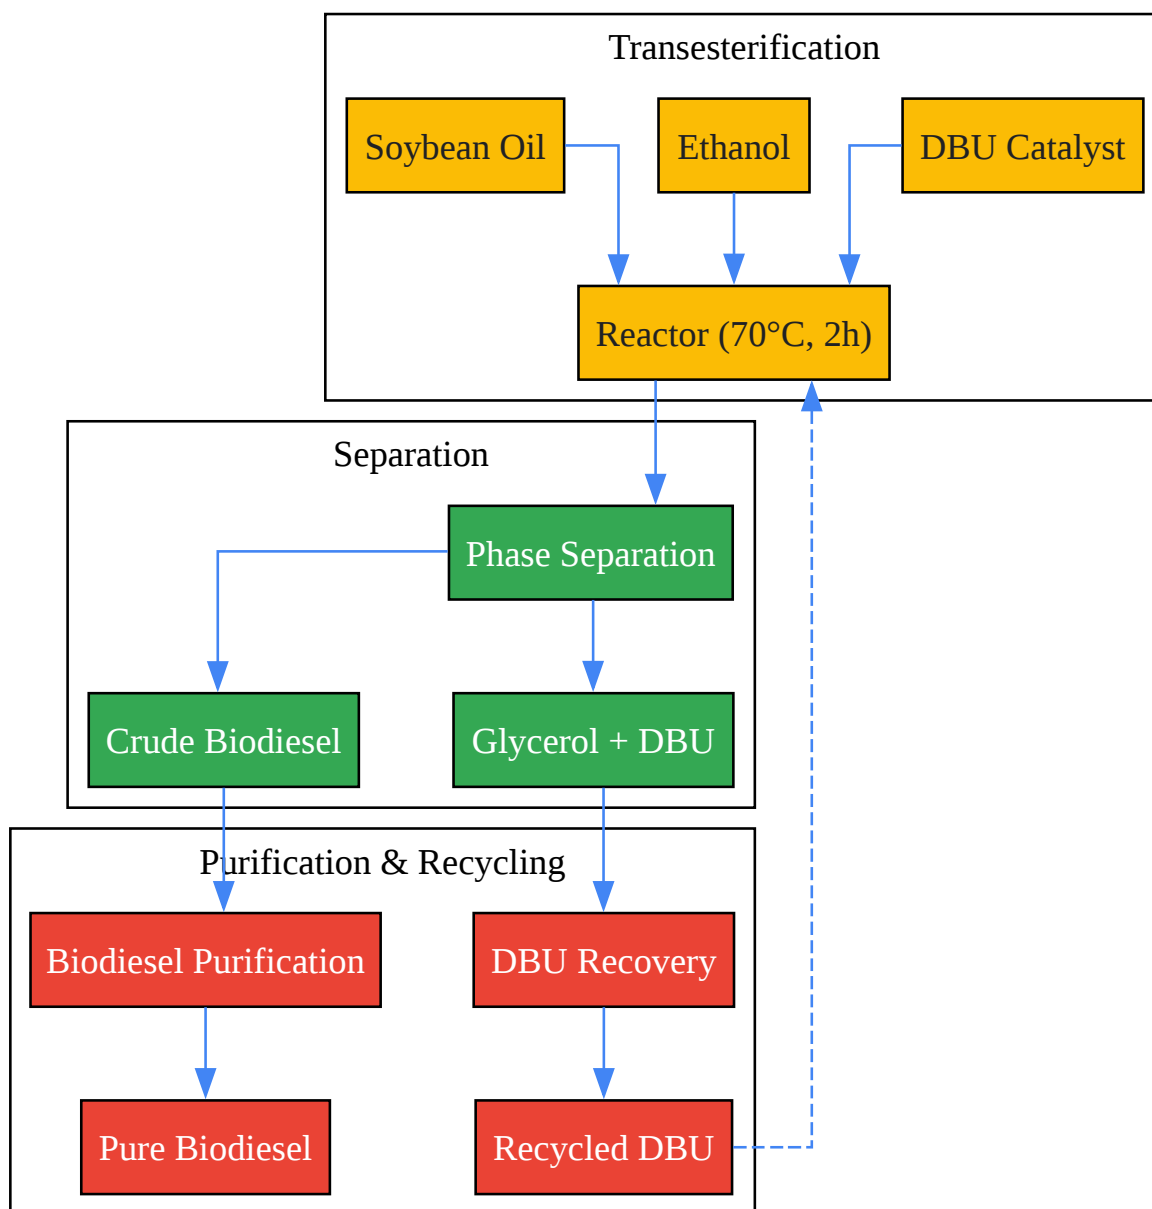 Transesterification
Soybean Oil
Ethanol
DBU Catalyst
Reactor (70°C, 2h)
Separation
Phase Separation
Crude Biodiesel
Glycerol + DBU
Purification & Recycling
Biodiesel Purification
DBU Recovery
Pure Biodiesel
Recycled DBU